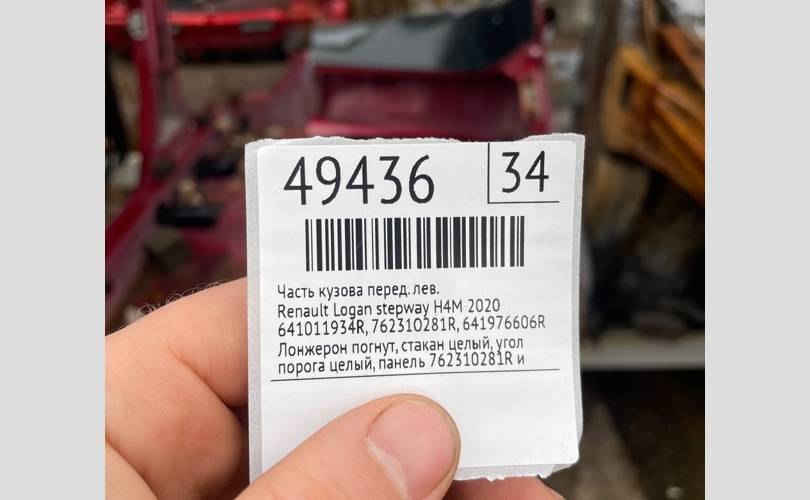 49436
34
Часть кузова перед. лев.
Renault Logan stepway H4M 2020
641011934R, 762310281R, 641976606R
Лонжерон погнут, стакан целый, угол
порога целый, панель 762310281R и